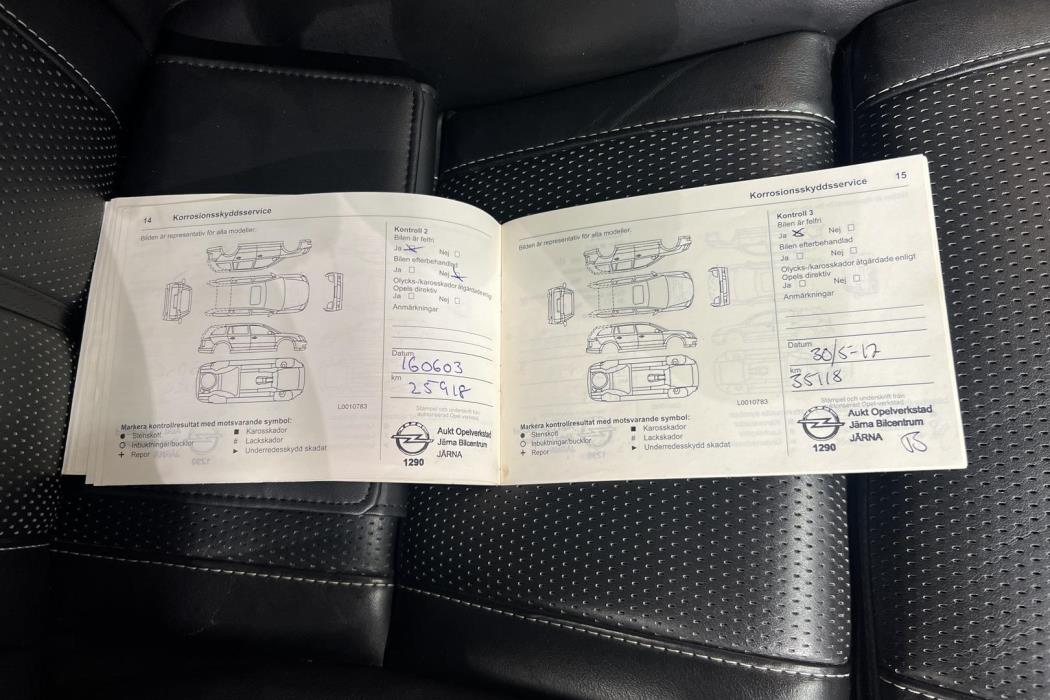 14 Korrosionsskyddsservice
Bilden är representativ för alla modeller.
Kontroll 2
Bilen är felfri
Ja Nej
Bilen efterbehandlad
Ja Nej
Olycks-/karosskador åtgärdade enlig
Opels direktiv
Ja Nej
Anmärkningar
Datum
160603
km
25918
L0010783
Stämpel och underskrift från
auktoriserad Opel-verkstad
Markera kontrollresultat med motsvarande symbol:
Stenskott
Inbuktningar/bucklor
Repor
Karosskador
# Lackskador
Underredesskydd skadat
Aukt Opelverkstad
Järna Bilcentrum
JÄRNA
1290
Korrosionsskyddsservice 15
Bilden är representativ för alla modeller.
Kontroll 3
Bilen är felfri
Ja Nej
Bilen efterbehandlad
Ja Nej
Olycks-/karosskador åtgärdade enligt
Opels direktiv
Ja Nej
Anmärkningar
Datum
30/5-17
km
35118
L0010783
Stämpel och underskrift från
auktoriserad Opel-verkstad
Markera kontrollresultat med motsvarande symbol:
Stenskott
Inbuktningar/bucklor
Repor
Karosskador
# Lackskador
Underredesskydd skadat
Aukt Opelverkstad
Järna Bilcentrum
JÄRNA
1290